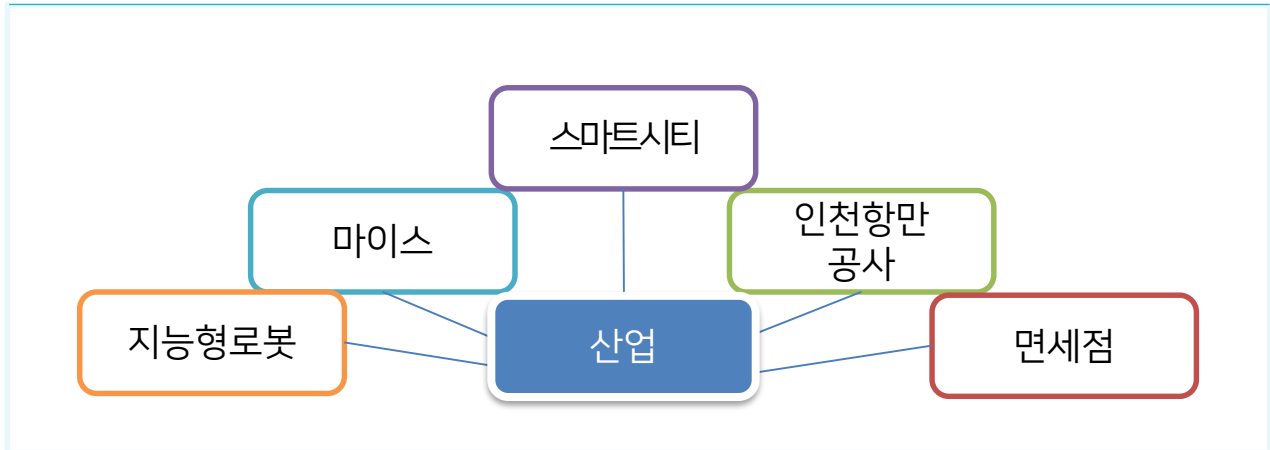 스마트시티
마이스
인천항만
공사
지능형로봇
산업
면세점